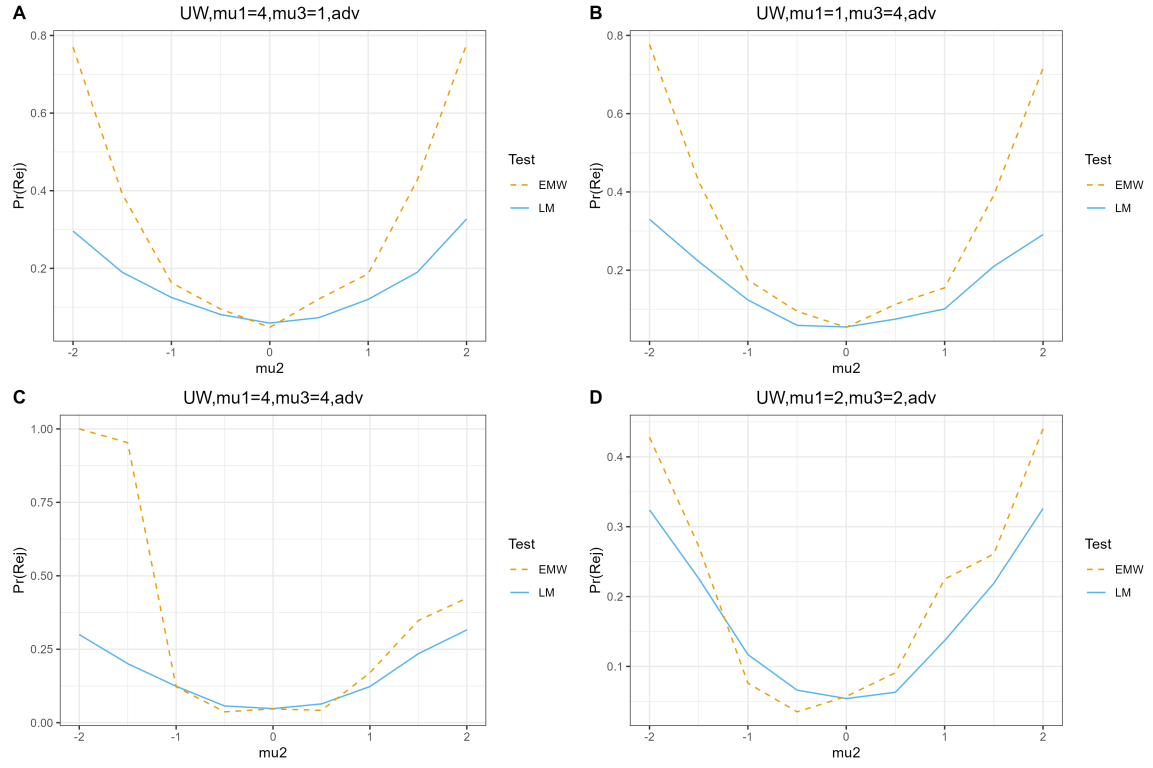 A
UW,mu1=4,mu3=1,adv
0.8
0.6
0.4
0.2
Pr(Rej)
-2 -1 0 1 2
mu2
Test
EMW
LM
B
UW,mu1=1,mu3=4,adv
0.8
0.6
0.4
0.2
Pr(Rej)
-2 -1 0 1 2
mu2
Test
EMW
LM
C
UW,mu1=4,mu3=4,adv
1.00
0.75
0.50
0.25
0.00
Pr(Rej)
-2 -1 0 1 2
mu2
Test
EMW
LM
D
UW,mu1=2,mu3=2,adv
0.4
0.3
0.2
0.1
Pr(Rej)
-2 -1 0 1 2
mu2
Test
EMW
LM